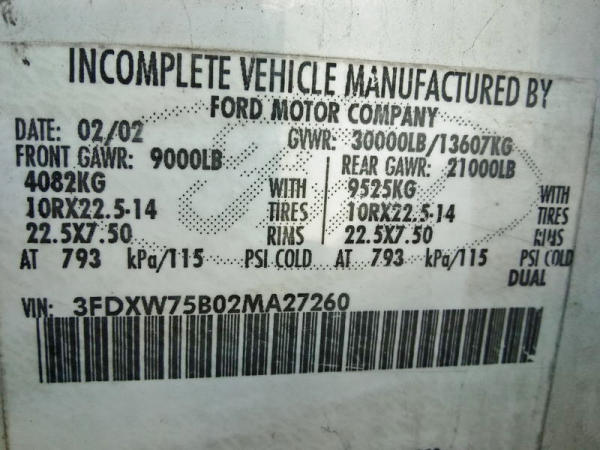 INCOMPLETE VEHICLE MANUFACTURED BY
FORD MOTOR COMPANY
DATE: 02/02 GVWR: 30000LB/13607KG
FRONT GAWR: 9000LB REAR GAWR: 21000LB
4082KG WITH 9525KG WITH
10RX22.5-14 TIRES 10RX22.5-14 TIRES
22.5X7.50 RIMS 22.5X7.50 RIMS
AT 793 kPa/115 PSI COLD AT 793 kPa/115 PSI COLD
DUAL
VIN: 3FDXW75B02MA27260